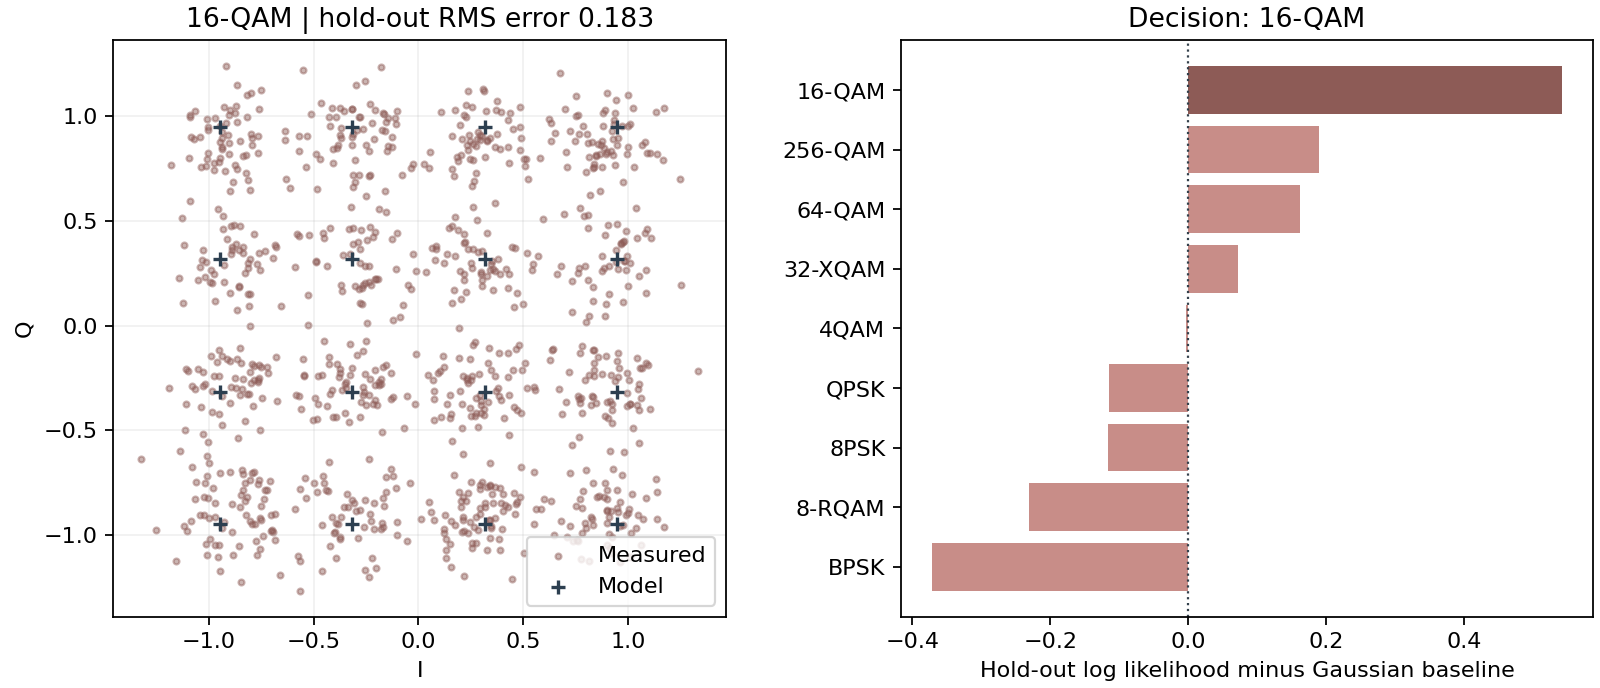 16-QAM | hold-out RMS error 0.183
1.0
0.5
0.0
−0.5
−1.0
Q
−1.0
−0.5
0.0
0.5
1.0
I
Measured
Model
Decision: 16-QAM
16-QAM
256-QAM
64-QAM
32-XQAM
4QAM
QPSK
8PSK
8-RQAM
BPSK
−0.4
−0.2
0.0
0.2
0.4
Hold-out log likelihood minus Gaussian baseline